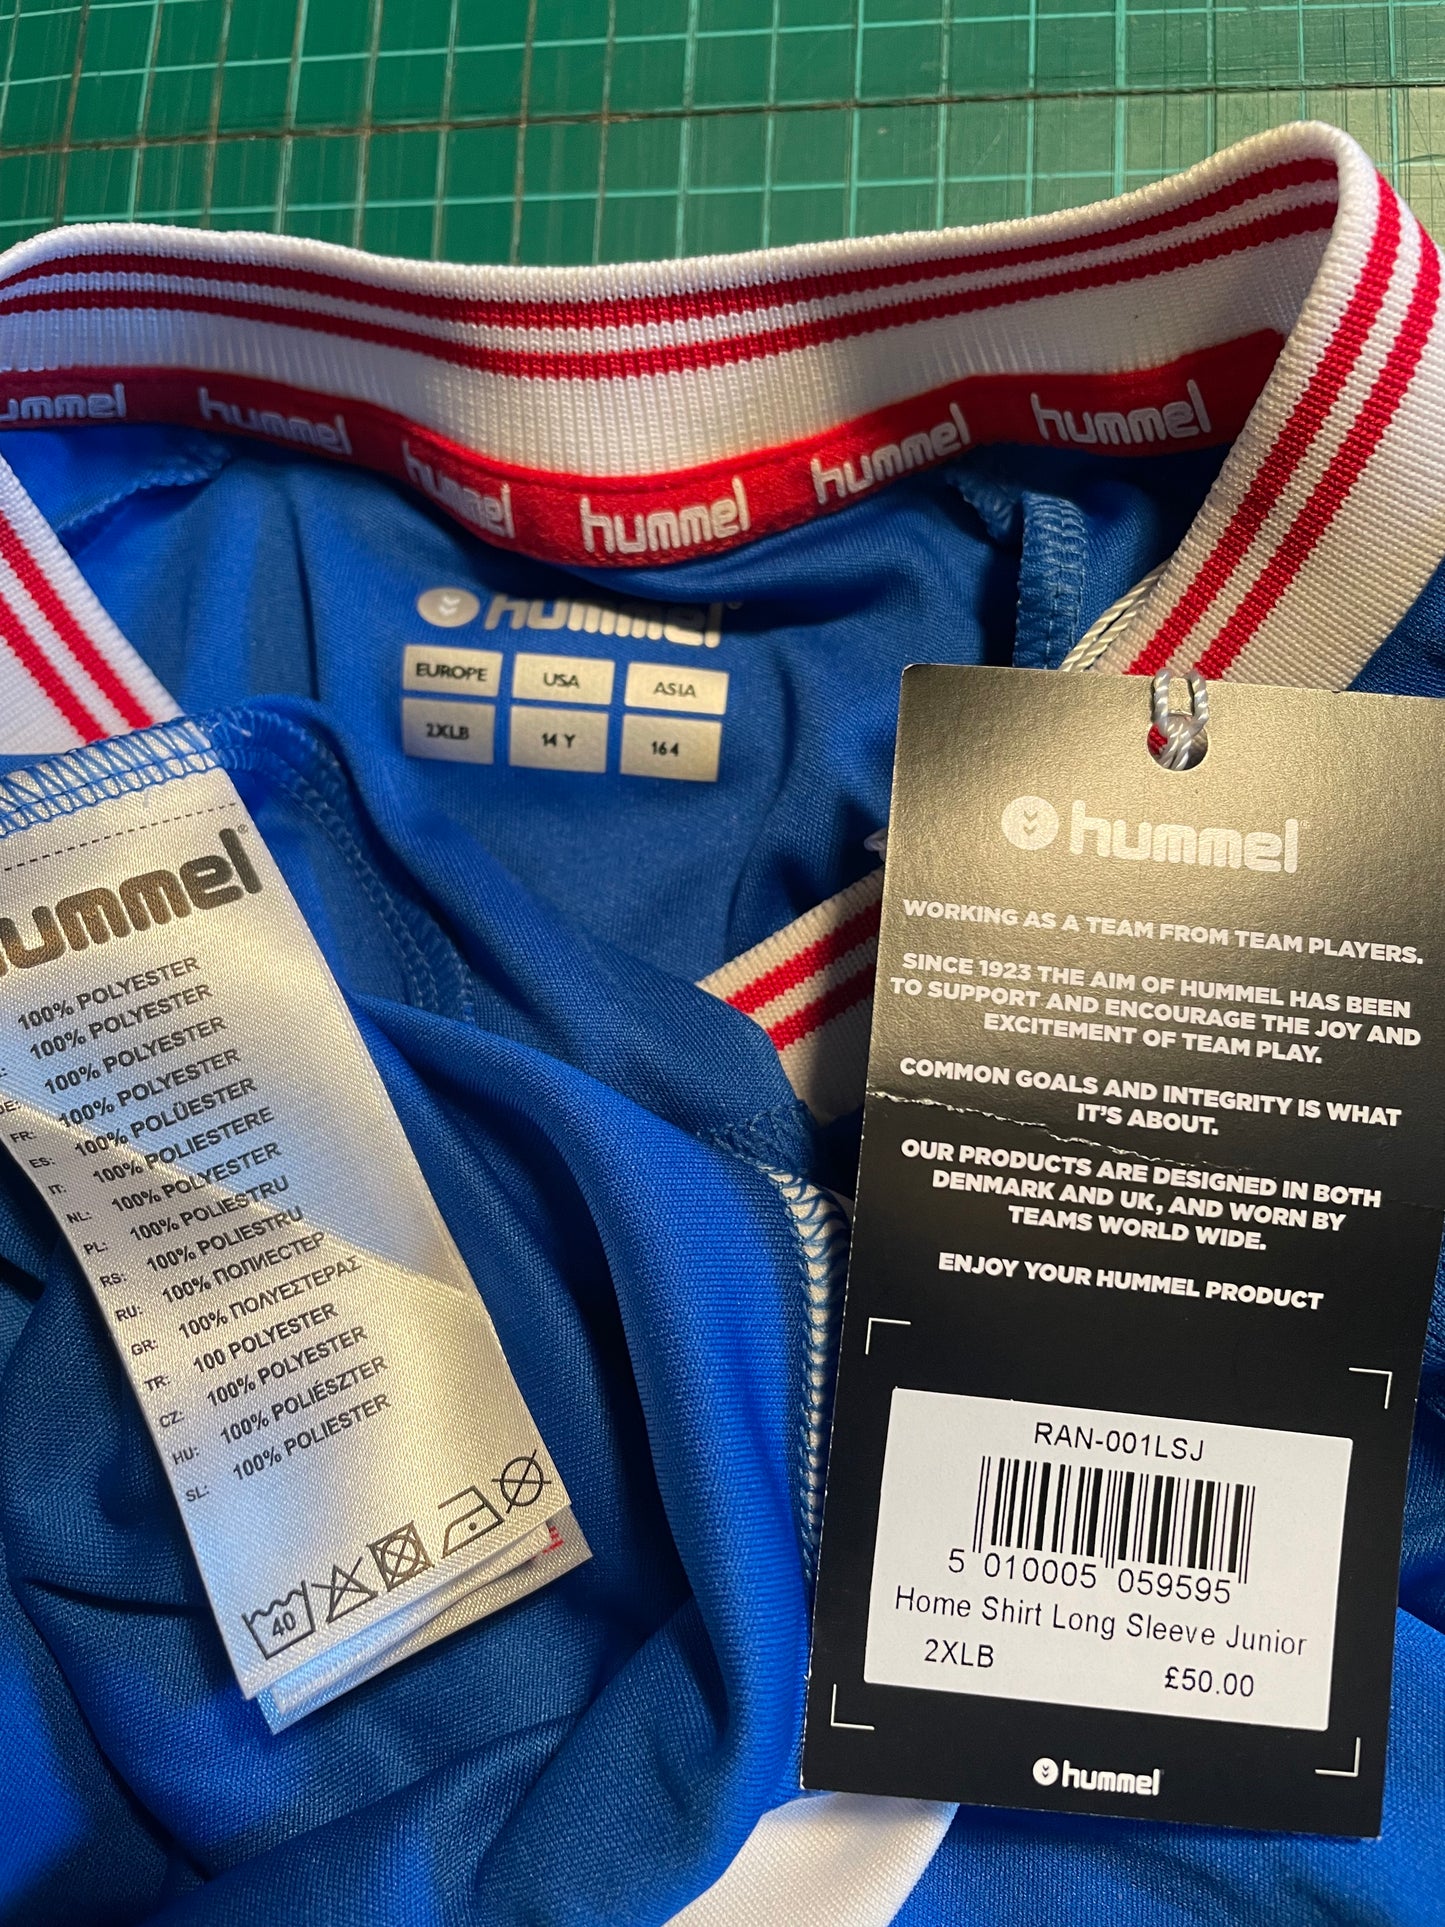 ummel
hummel
hummel
hummel
hummel
hummel
hummel®
EUROPE USA ASIA
2XLB 14 Y 164
ummel®
100% POLYESTER
100% POLYESTER
DE: 100% POLYESTER
FR: 100% POLYESTER
ES: 100% POLÜESTER
IT: 100% POLIESTERE
NL: 100% POLYESTER
PL: 100% POLIESTRU
RS: 100% POLIESTRU
RU: 100% ПОЛИЕСТЕР
GR: 100% ΠΟΛΥΕΣΤΕΡΑΣ
TR: 100 POLYESTER
CZ: 100% POLYESTER
HU: 100% POLIÉSZTER
SL: 100% POLIESTER
40
hummel
WORKING AS A TEAM FROM TEAM PLAYERS.
SINCE 1923 THE AIM OF HUMMEL HAS BEEN
TO SUPPORT AND ENCOURAGE THE JOY AND
EXCITEMENT OF TEAM PLAY.
COMMON GOALS AND INTEGRITY IS WHAT
IT'S ABOUT.
OUR PRODUCTS ARE DESIGNED IN BOTH
DENMARK AND UK, AND WORN BY
TEAMS WORLD WIDE.
ENJOY YOUR HUMMEL PRODUCT
RAN-001LSJ
5 010005 059595
Home Shirt Long Sleeve Junior
2XLB £50.00
hummel